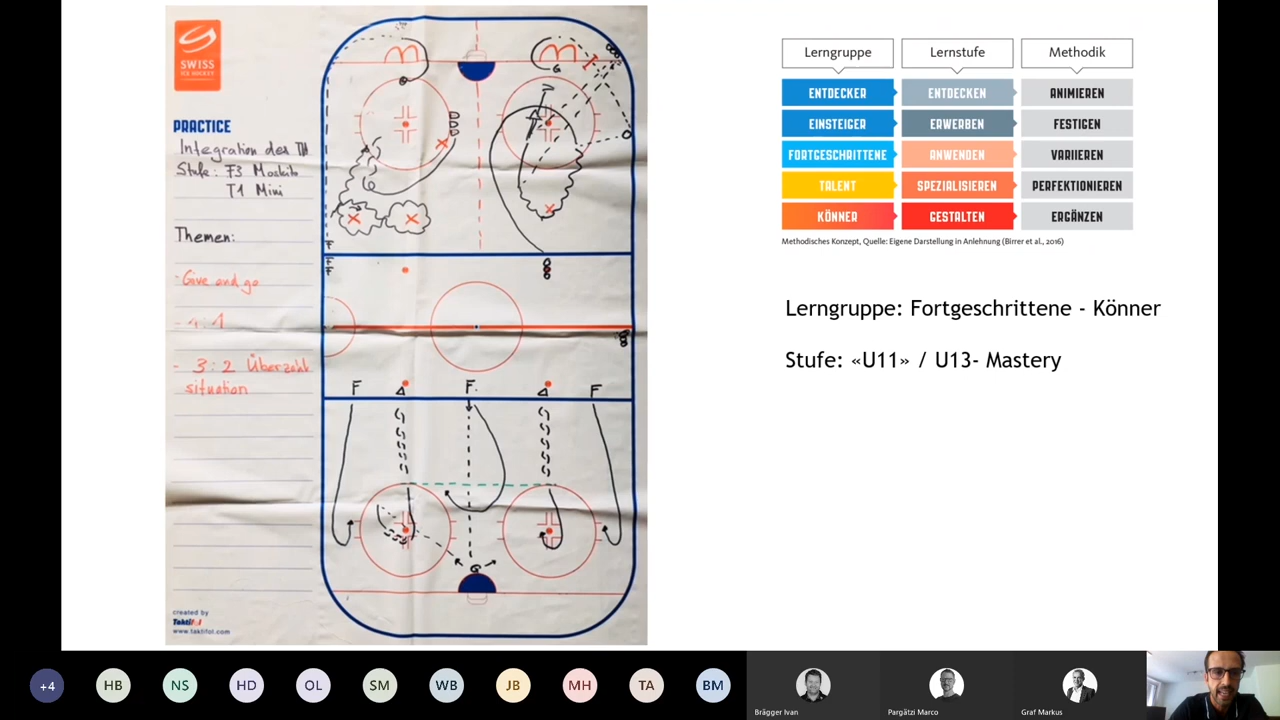 SWISS
ICE HOCKEY
PRACTICE
Integration des TH
Stufe: F3 Moskito
T1 Mini
Themen:
- Give and go
- 3:2 Überzahl
situation
F
F F
F F F F
G
G
created by
Taktifol
www.taktifol.com
Lerngruppe Lernstufe Methodik
ENTDECKER ENTDECKEN ANIMIEREN
EINSTEIGER ERWERBEN FESTIGEN
FORTGESCHRITTENE ANWENDEN VARIIEREN
TALENT SPEZIALISIEREN PERFEKTIONIEREN
KÖNNER GESTALTEN ERGÄNZEN
Methodisches Konzept, Quelle: Eigene Darstellung in Anlehnung (Birrer et al., 2016)
Lerngruppe: Fortgeschrittene - Könner
Stufe: «U11» / U13- Mastery
+4 HB NS HD OL SM WB JB MH TA BM
Brägger Ivan Pargätzi Marco Graf Markus